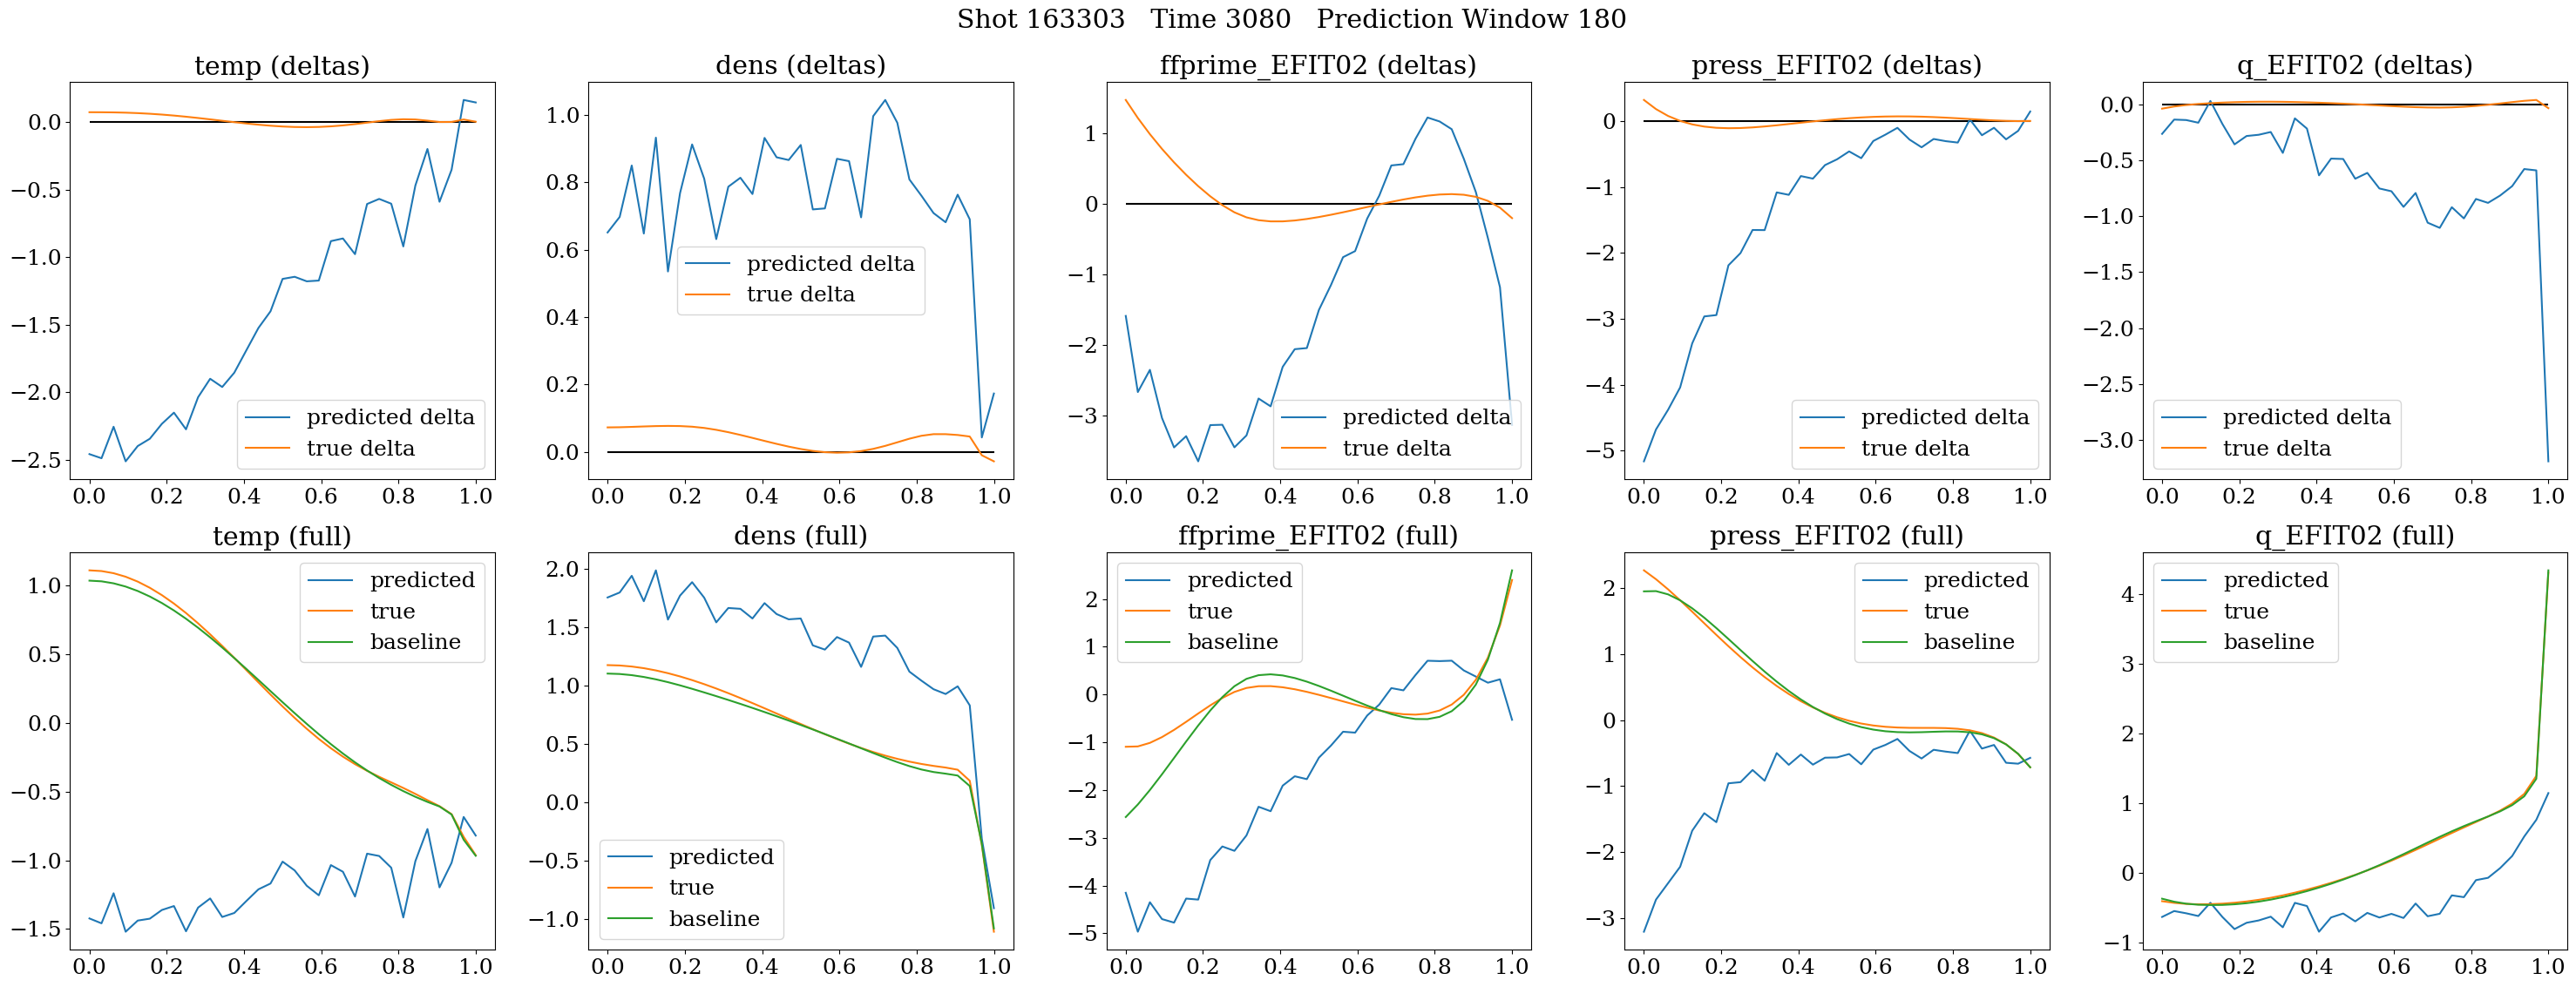 Shot 163303   Time 3080   Prediction Window 180
temp (deltas)
0.0
−0.5
−1.0
−1.5
−2.0
−2.5
0.0 0.2 0.4 0.6 0.8 1.0
predicted delta
true delta
dens (deltas)
1.0
0.8
0.6
0.4
0.2
0.0
0.0 0.2 0.4 0.6 0.8 1.0
predicted delta
true delta
ffprime_EFIT02 (deltas)
1
0
−1
−2
−3
0.0 0.2 0.4 0.6 0.8 1.0
predicted delta
true delta
press_EFIT02 (deltas)
0
−1
−2
−3
−4
−5
0.0 0.2 0.4 0.6 0.8 1.0
predicted delta
true delta
q_EFIT02 (deltas)
0.0
−0.5
−1.0
−1.5
−2.0
−2.5
−3.0
0.0 0.2 0.4 0.6 0.8 1.0
predicted delta
true delta
temp (full)
1.0
0.5
0.0
−0.5
−1.0
−1.5
0.0 0.2 0.4 0.6 0.8 1.0
predicted
true
baseline
dens (full)
2.0
1.5
1.0
0.5
0.0
−0.5
−1.0
0.0 0.2 0.4 0.6 0.8 1.0
predicted
true
baseline
ffprime_EFIT02 (full)
2
1
0
−1
−2
−3
−4
−5
0.0 0.2 0.4 0.6 0.8 1.0
predicted
true
baseline
press_EFIT02 (full)
2
1
0
−1
−2
−3
0.0 0.2 0.4 0.6 0.8 1.0
predicted
true
baseline
q_EFIT02 (full)
4
3
2
1
0
−1
0.0 0.2 0.4 0.6 0.8 1.0
predicted
true
baseline